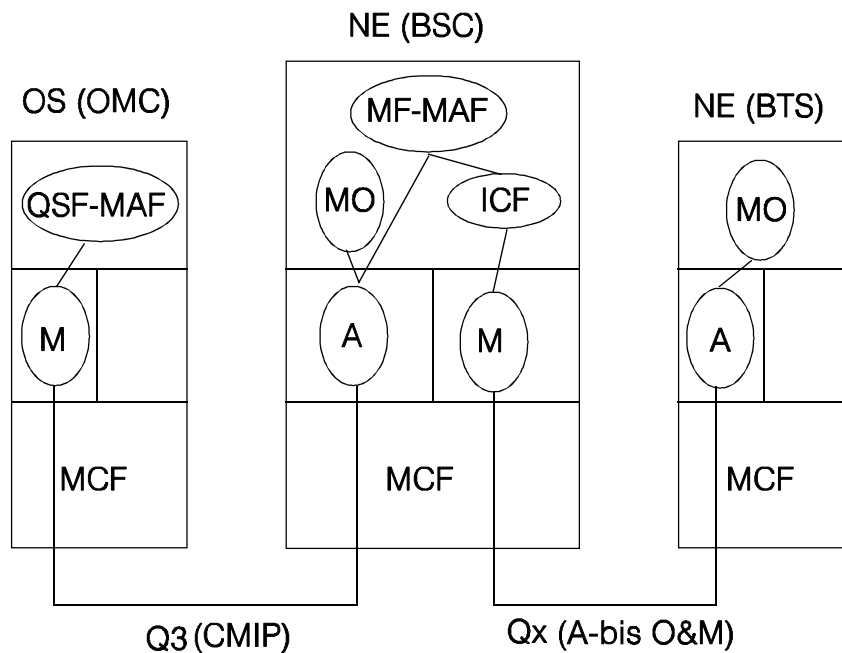 NE (BSC)
OS (OMC)
NE (BTS)
MF-MAF
QSF-MAF
MO
ICF
MO
M
A
M
A
MCF
MCF
MCF
Q3 (CMIP)
Qx (A-bis O&M)